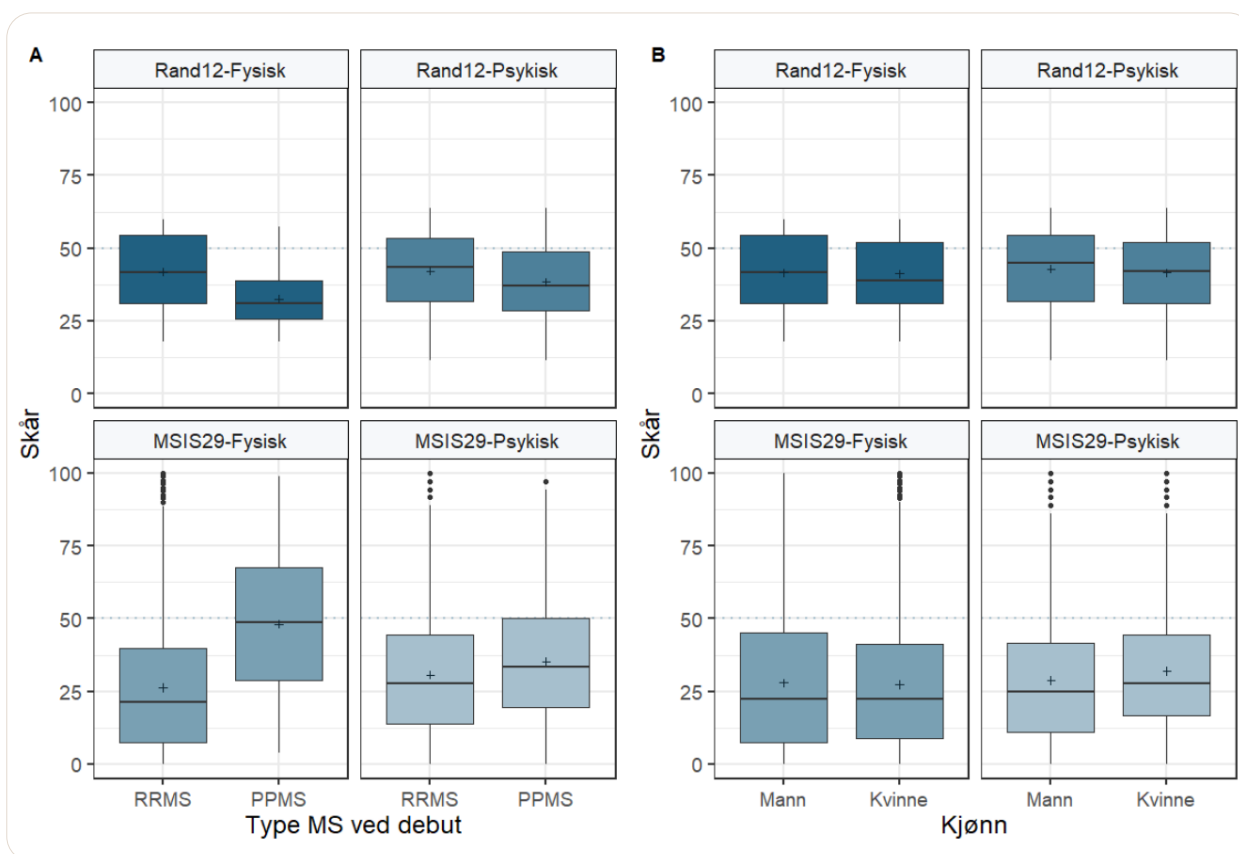 A
Rand12-Fysisk
Rand12-Psykisk
100
75
50
25
0
Skår
MSIS29-Fysisk
MSIS29-Psykisk
100
75
50
25
0
RRMS
PPMS
RRMS
PPMS
Type MS ved debut
B
Rand12-Fysisk
Rand12-Psykisk
100
75
50
25
0
Skår
MSIS29-Fysisk
MSIS29-Psykisk
100
75
50
25
0
Mann
Kvinne
Mann
Kvinne
Kjønn